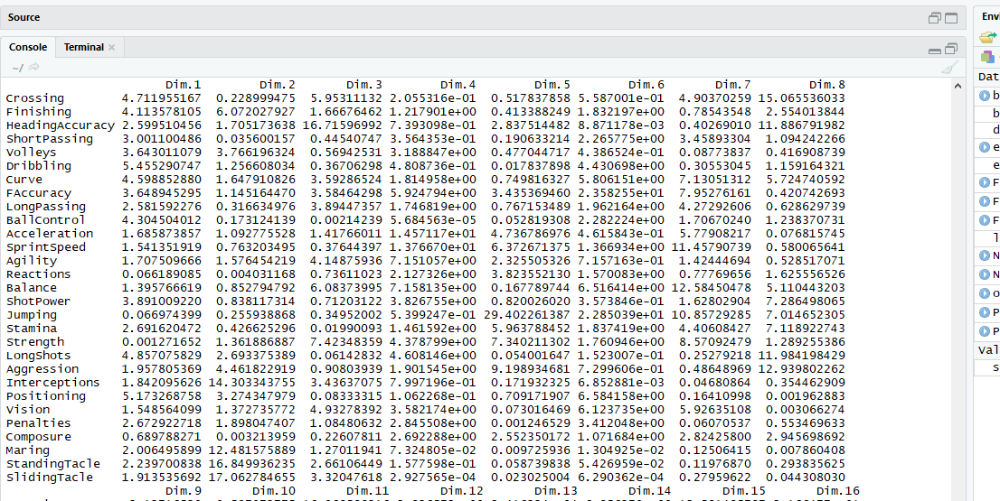 Source
Envi
Console Terminal ×
~/
Dat
Dim.1 Dim.2 Dim.3 Dim.4 Dim.5 Dim.6 Dim.7 Dim.8
Crossing 4.711955167 0.228999475 5.95311132 2.055316e-01 0.517837858 5.587001e-01 4.90370259 15.065536033
Finishing 4.113578105 6.072027927 1.66676462 1.217901e+00 0.413388249 1.832197e+00 0.78543548 2.554013844
HeadingAccuracy 2.599510456 1.705173638 16.71596992 7.393098e-01 2.837514482 8.871178e-03 0.40269010 11.886791982
ShortPassing 3.001100486 0.035600157 0.44540747 3.564353e-01 0.190633214 2.265775e+00 3.45893304 1.094242266
Volleys 3.643011079 3.766196324 0.56942531 3.188847e+00 0.477044717 4.386524e-01 0.08773837 0.416908739
Dribbling 5.455290747 1.256608034 0.36706298 4.808736e-01 0.017837898 4.430698e+00 0.30553045 1.159164321
Curve 4.598852880 1.647910826 3.59286524 1.814958e+00 0.749816327 5.806151e+00 7.13051312 5.724740592
FAccuracy 3.648945295 1.145164470 3.58464298 5.924794e+00 3.435369460 2.358255e+01 7.95276161 0.420742693
LongPassing 2.581592276 0.316634976 3.89447357 1.746819e+00 0.767153489 1.962164e+00 4.27292606 0.628629739
BallControl 4.304504012 0.173124139 0.00214239 5.684563e-05 0.052819308 2.282224e+00 1.70670240 1.238370731
Acceleration 1.685873857 1.092775528 1.41766011 1.457117e+01 4.736786976 4.615843e-01 5.77908217 0.076815745
SprintSpeed 1.541351919 0.763203495 0.37644397 1.376670e+01 6.372671375 1.366934e+00 11.45790739 0.580065641
Agility 1.707509666 1.576454219 4.14875936 7.151057e+00 2.325505326 7.157163e-01 1.42444694 0.528517071
Reactions 0.066189085 0.004031168 0.73611023 2.127326e+00 3.823552130 1.570083e+00 0.77769656 1.625556526
Balance 1.395766619 0.852794792 6.08373995 7.158135e+00 0.167789744 6.516414e+00 12.58450478 5.110443203
ShotPower 3.891009220 0.838117314 0.71203122 3.826755e+00 0.820026020 3.573846e-01 1.62802904 7.286498065
Jumping 0.066974399 0.255938868 0.34952002 5.399247e-01 29.402261387 2.285039e+01 10.85729285 7.014652305
Stamina 2.691620472 0.426625296 0.01990093 1.461592e+00 5.963788452 1.837419e+00 4.40608427 7.118922743
Strength 0.001271652 1.361886887 7.42348359 4.378799e+00 7.340211302 1.760946e+00 8.57092479 1.289255386
LongShots 4.857075829 2.693375389 0.06142832 4.608146e+00 0.054001647 1.523007e-01 0.25279218 11.984198429
Aggression 1.957805369 4.461822919 0.90803939 1.901545e+00 9.198934681 7.299606e-01 0.48648969 12.939802262
Interceptions 1.842095626 14.303343755 3.43637075 7.997196e-01 0.171932325 6.852881e-03 0.04680864 0.354462909
Positioning 5.173268758 3.274347979 0.08333315 1.062268e-01 0.709171907 6.584158e+00 0.16410998 0.001962883
Vision 1.548564099 1.372735772 4.93278392 3.582174e+00 0.073016469 6.123735e+00 5.92635108 0.003066274
Penalties 2.672922718 1.898047407 1.08480632 2.845508e+00 0.001246529 3.412048e+00 0.06070537 0.553469633
Composure 0.689788271 0.003213959 0.22607811 2.692288e+00 2.552350172 1.071684e+00 2.82425800 2.945698692
Maring 2.006495899 12.481575889 1.27011941 7.324805e-02 0.009725936 1.304925e-02 0.12506415 0.007860408
StandingTacle 2.239700838 16.849936235 2.66106449 1.577598e-01 0.058739838 5.426959e-02 0.11976870 0.293835625
SlidingTacle 1.913535692 17.062784655 3.32047618 2.927565e-04 0.023025004 6.290362e-04 0.27959622 0.044308030
Dim.9 Dim.10 Dim.11 Dim.12 Dim.13 Dim.14 Dim.15 Dim.16
b
b
d
e
e
F
F
F
l
N
N
o
P
P
Val
s